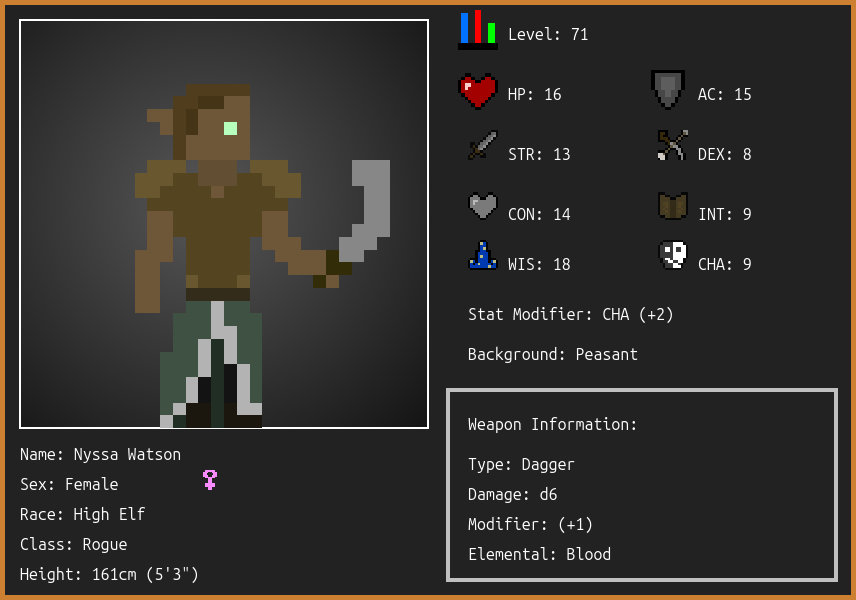 Level: 71
HP: 16
AC: 15
STR: 13
DEX: 8
CON: 14
INT: 9
WIS: 18
CHA: 9
Stat Modifier: CHA (+2)
Background: Peasant
Weapon Information:
Type: Dagger
Damage: d6
Modifier: (+1)
Elemental: Blood
Name: Nyssa Watson
Sex: Female
Race: High Elf
Class: Rogue
Height: 161cm (5'3")